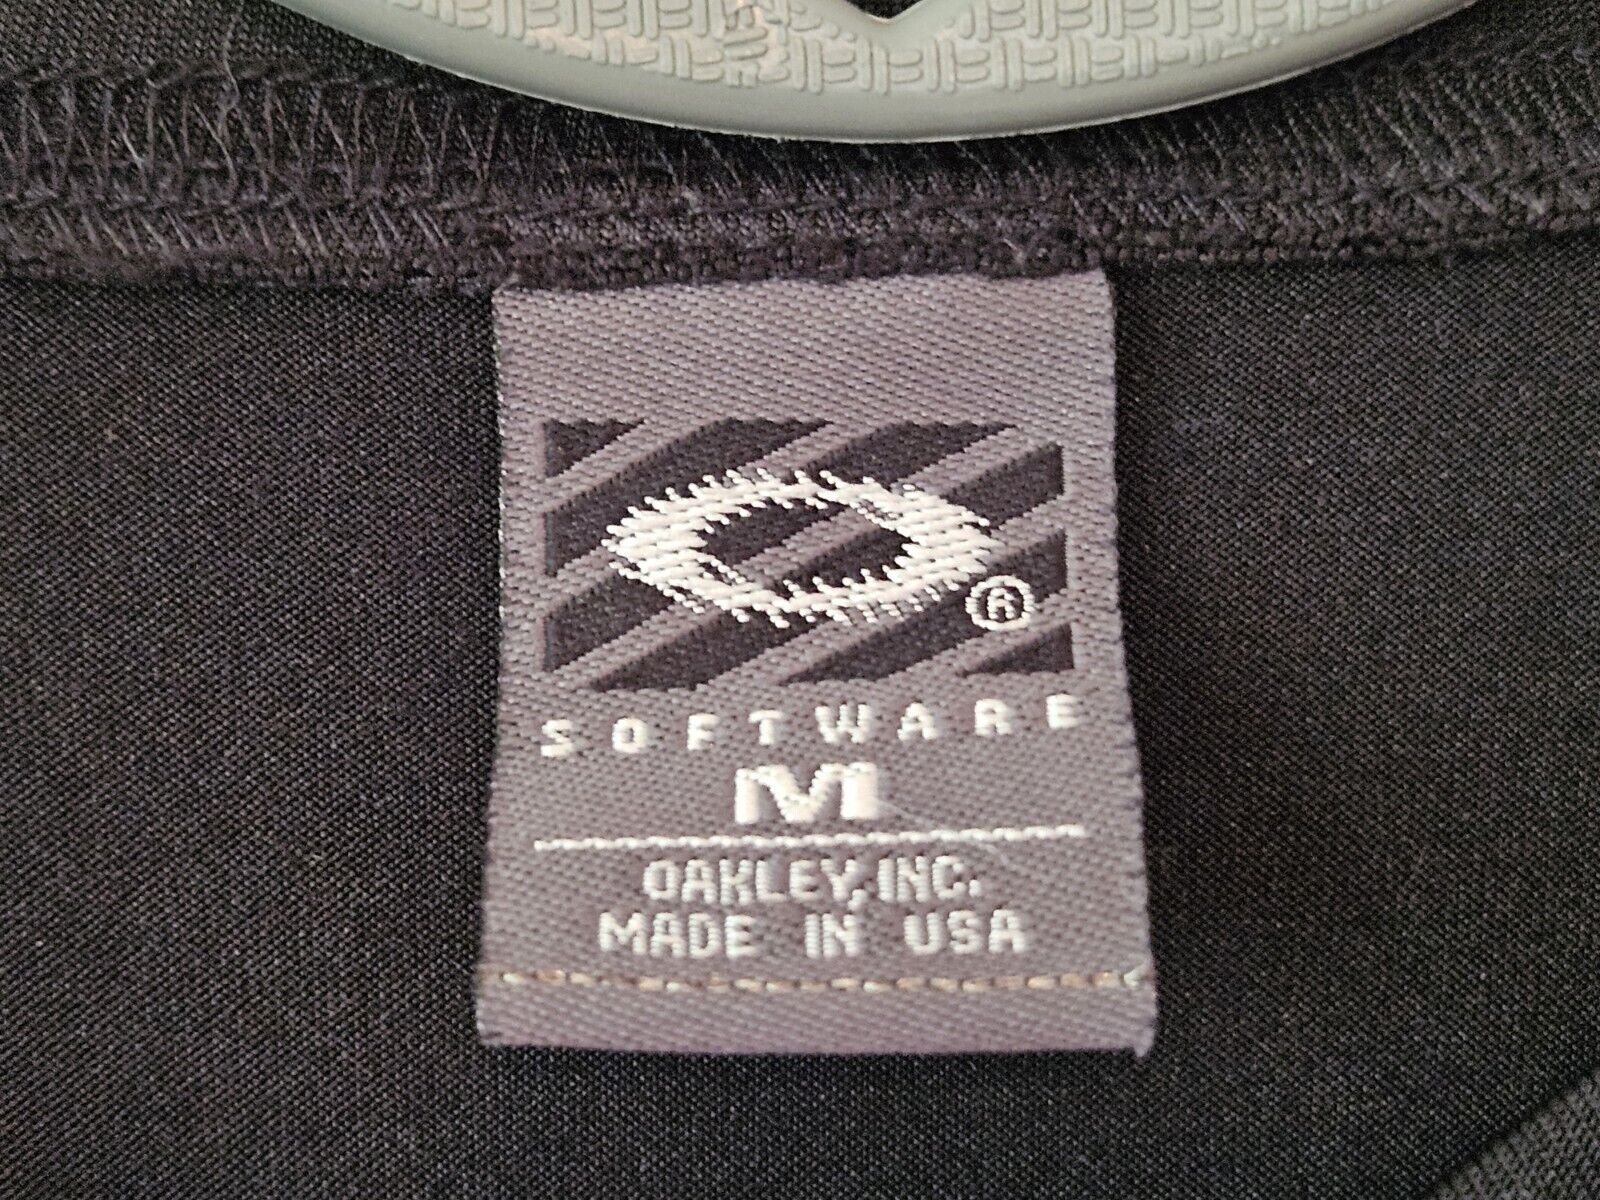 ®
SOFTWARE
M
OAKLEY, INC.
MADE IN USA